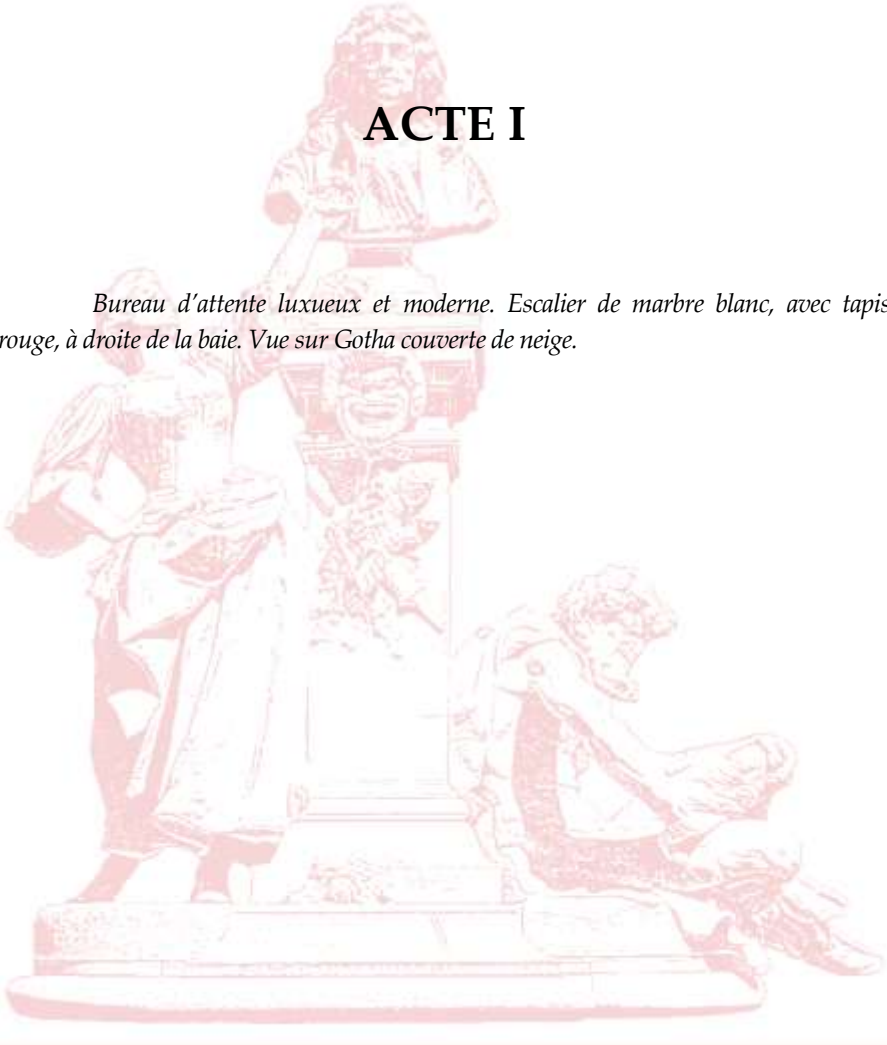 ACTE I
Bureau d’attente luxueux et moderne. Escalier de marbre blanc, avec tapis
rouge, à droite de la baie. Vue sur Gotha couverte de neige.